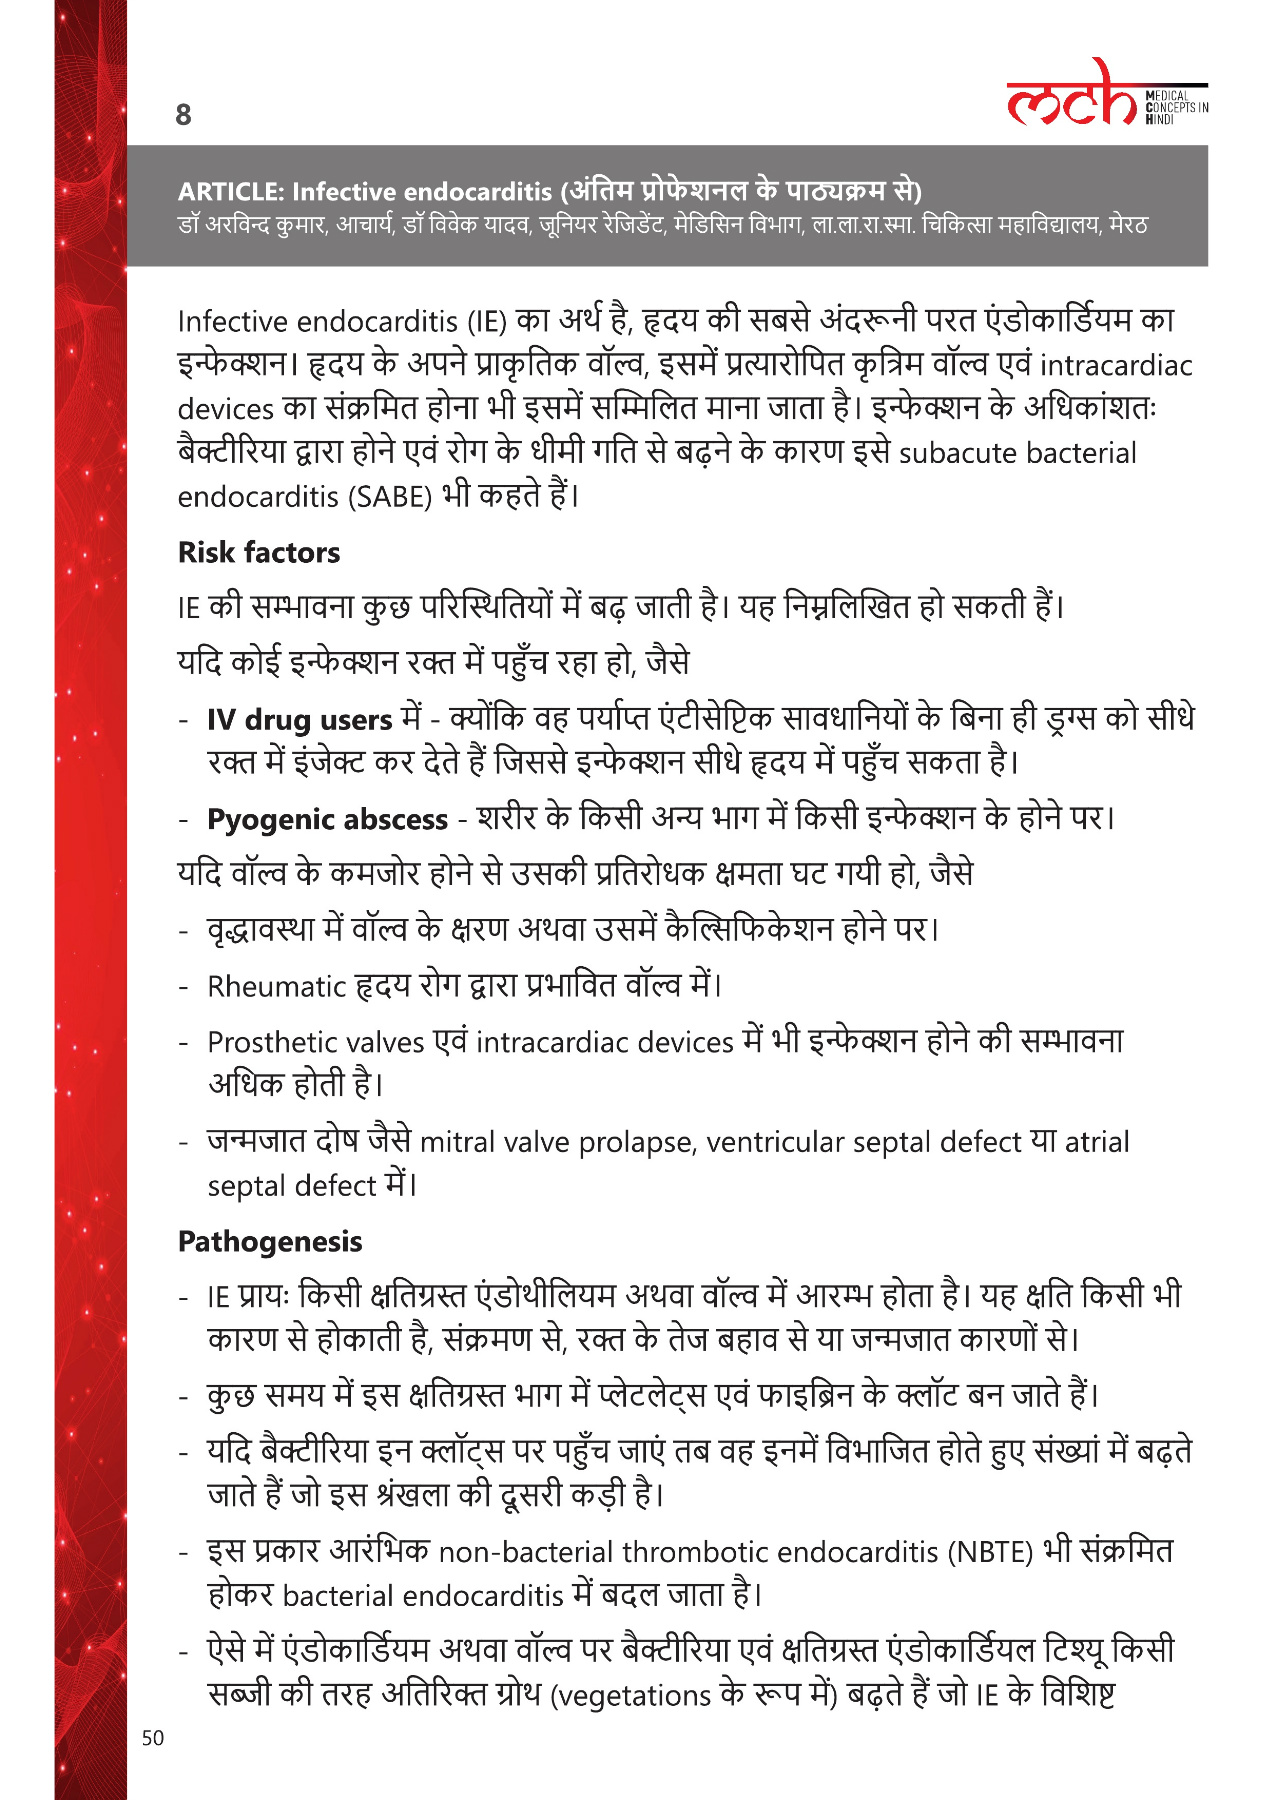 8
mch
MEDICAL
CONCEPTS IN
HINDI
ARTICLE: Infective endocarditis (अंतिम प्रोफेशनल के पाठ्यक्रम से)
डॉ अरविन्द कुमार, आचार्य, डॉ विवेक यादव, जूनियर रेजिडेंट, मेडिसिन विभाग, ला.ला.रा.स्मा. चिकित्सा महाविद्यालय, मेरठ
Infective endocarditis (IE) का अर्थ है, हृदय की सबसे अंदरूनी परत एंडोकार्डियम का
इन्फेक्शन। हृदय के अपने प्राकृतिक वॉल्व, इसमें प्रत्यारोपित कृत्रिम वॉल्व एवं intracardiac
devices का संक्रमित होना भी इसमें सम्मिलित माना जाता है। इन्फेक्शन के अधिकांशतः
बैक्टीरिया द्वारा होने एवं रोग के धीमी गति से बढ़ने के कारण इसे subacute bacterial
endocarditis (SABE) भी कहते हैं।
Risk factors
IE की सम्भावना कुछ परिस्थितियों में बढ़ जाती है। यह निम्नलिखित हो सकती हैं।
यदि कोई इन्फेक्शन रक्त में पहुँच रहा हो, जैसे
- IV drug users में - क्योंकि वह पर्याप्त एंटीसेप्टिक सावधानियों के बिना ही ड्रग्स को सीधे
रक्त में इंजेक्ट कर देते हैं जिससे इन्फेक्शन सीधे हृदय में पहुँच सकता है।
- Pyogenic abscess - शरीर के किसी अन्य भाग में किसी इन्फेक्शन के होने पर।
यदि वॉल्व के कमजोर होने से उसकी प्रतिरोधक क्षमता घट गयी हो, जैसे
- वृद्धावस्था में वॉल्व के क्षरण अथवा उसमें कैल्सिफिकेशन होने पर।
- Rheumatic हृदय रोग द्वारा प्रभावित वॉल्व में।
- Prosthetic valves एवं intracardiac devices में भी इन्फेक्शन होने की सम्भावना
अधिक होती है।
- जन्मजात दोष जैसे mitral valve prolapse, ventricular septal defect या atrial
septal defect में।
Pathogenesis
- IE प्रायः किसी क्षतिग्रस्त एंडोथीलियम अथवा वॉल्व में आरम्भ होता है। यह क्षति किसी भी
कारण से होकाती है, संक्रमण से, रक्त के तेज बहाव से या जन्मजात कारणों से।
- कुछ समय में इस क्षतिग्रस्त भाग में प्लेटलेट्स एवं फाइब्रिन के क्लॉट बन जाते हैं।
- यदि बैक्टीरिया इन क्लॉट्स पर पहुँच जाएं तब वह इनमें विभाजित होते हुए संख्यां में बढ़ते
जाते हैं जो इस श्रंखला की दूसरी कड़ी है।
- इस प्रकार आरंभिक non-bacterial thrombotic endocarditis (NBTE) भी संक्रमित
होकर bacterial endocarditis में बदल जाता है।
- ऐसे में एंडोकार्डियम अथवा वॉल्व पर बैक्टीरिया एवं क्षतिग्रस्त एंडोकार्डियल टिश्यू किसी
सब्जी की तरह अतिरिक्त ग्रोथ (vegetations के रूप में) बढ़ते हैं जो IE के विशिष्ट
50